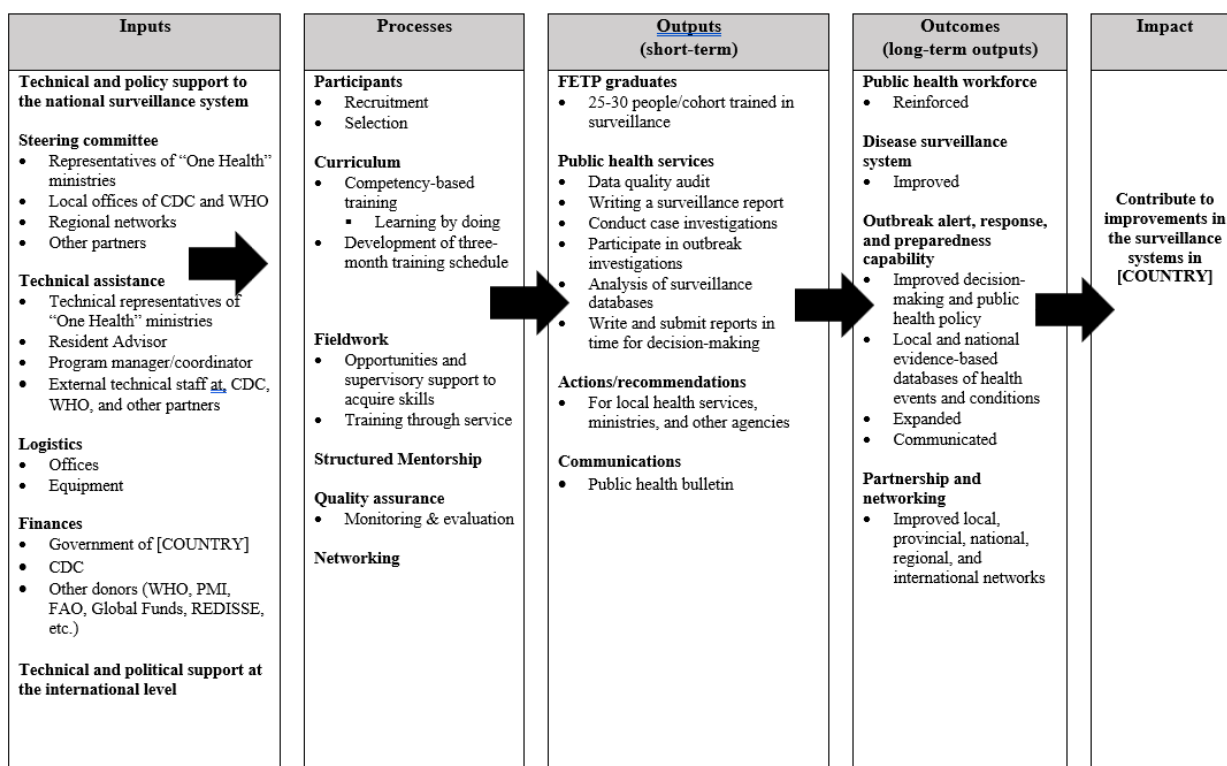 Inputs
Technical and policy support to
the national surveillance system
Steering committee
• Representatives of “One Health”
ministries
• Local offices of CDC and WHO
• Regional networks
• Other partners
Technical assistance
• Technical representatives of
“One Health” ministries
• Resident Advisor
• Program manager/coordinator
• External technical staff at, CDC,
WHO, and other partners
Logistics
• Offices
• Equipment
Finances
• Government of [COUNTRY]
• CDC
• Other donors (WHO, PMI,
FAO, Global Funds, REDISSE,
etc.)
Technical and political support at
the international level
Processes
Participants
• Recruitment
• Selection
Curriculum
• Competency-based
training
▪ Learning by doing
• Development of three-
month training schedule
Fieldwork
• Opportunities and
supervisory support to
acquire skills
• Training through service
Structured Mentorship
Quality assurance
• Monitoring & evaluation
Networking
Outputs
(short-term)
FETP graduates
• 25-30 people/cohort trained in
surveillance
Public health services
• Data quality audit
• Writing a surveillance report
• Conduct case investigations
• Participate in outbreak
investigations
• Analysis of surveillance
databases
• Write and submit reports in
time for decision-making
Actions/recommendations
• For local health services,
ministries, and other agencies
Communications
• Public health bulletin
Outcomes
(long-term outputs)
Public health workforce
• Reinforced
Disease surveillance
system
• Improved
Outbreak alert, response,
and preparedness
capability
• Improved decision-
making and public
health policy
• Local and national
evidence-based
databases of health
events and conditions
• Expanded
• Communicated
Partnership and
networking
• Improved local,
provincial, national,
regional, and
international networks
Impact
Contribute to
improvements in
the surveillance
systems in
[COUNTRY]